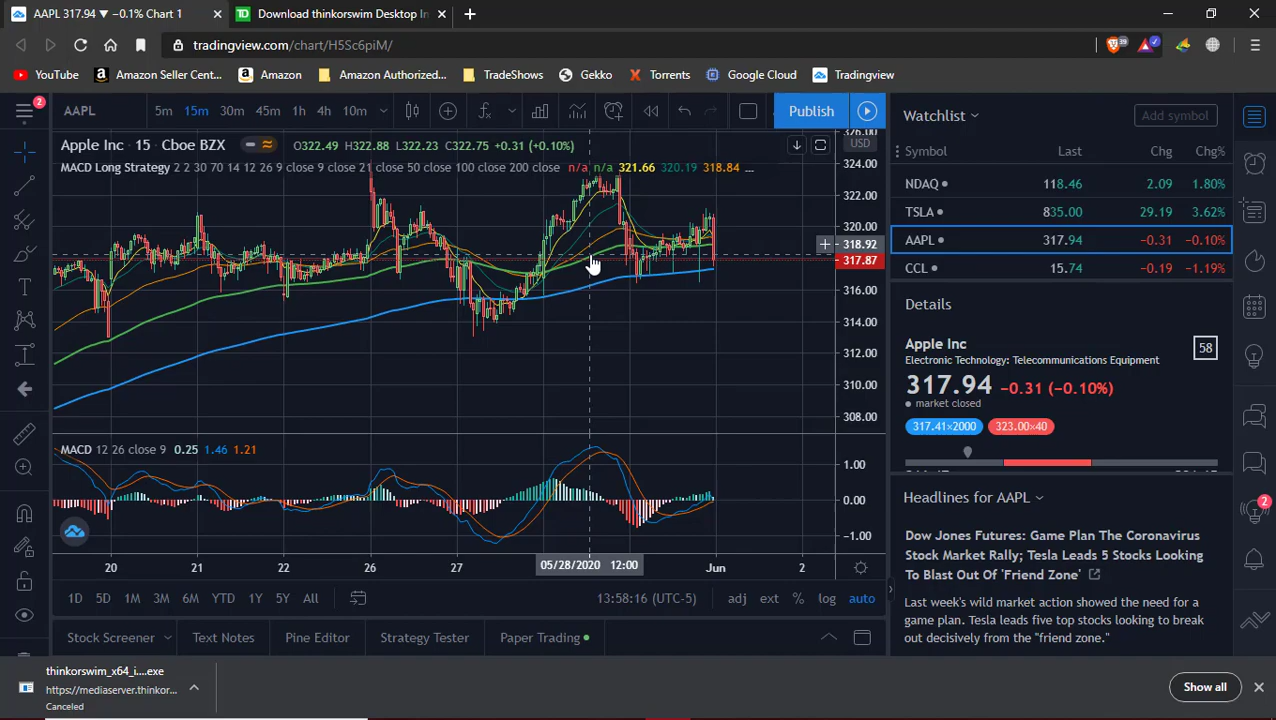 AAPL 317.94 ▼ −0.1% Chart 1
Download thinkorswim Desktop In
tradingview.com/chart/H5Sc6piM/
39
YouTube
Amazon Seller Cent...
Amazon
Amazon Authorized...
TradeShows
Gekko
Torrents
Google Cloud
Tradingview
2
AAPL
5m 15m 30m 45m 1h 4h 10m
Publish
Apple Inc · 15 · Cboe BZX
O322.49 H322.88 L322.23 C322.75 +0.31 (+0.10%)
MACD Long Strategy 2 2 30 70 14 12 26 9 close 9 close 21 close 50 close 100 close 200 close n/a n/a 321.66 320.19 318.84 ...
326.00
USD
324.00
322.00
320.00
318.92
317.87
316.00
314.00
312.00
310.00
308.00
MACD 12 26 close 9 0.25 1.46 1.21
1.00
0.00
−1.00
20 21 22 26 27 05/28/2020 12:00 Jun 2
1D 5D 1M 3M 6M YTD 1Y 5Y All
13:58:16 (UTC-5) adj ext % log auto
Stock Screener Text Notes Pine Editor Strategy Tester Paper Trading
Watchlist
Add symbol
Symbol Last Chg Chg%
NDAQ 118.46 2.09 1.80%
TSLA 835.00 29.19 3.62%
AAPL 317.94 −0.31 −0.10%
CCL 15.74 −0.19 −1.19%
Details
Apple Inc
58
Electronic Technology: Telecommunications Equipment
317.94 −0.31 (−0.10%)
market closed
317.41×2000 323.00×40
Headlines for AAPL
Dow Jones Futures: Game Plan The Coronavirus
Stock Market Rally; Tesla Leads 5 Stocks Looking
To Blast Out Of 'Friend Zone'
Last week's wild market action showed the need for a
game plan. Tesla leads five top stocks looking to
break out decisively from the "friend zone."
2
thinkorswim_x64_i....exe
https://mediaserver.thinkor...
Canceled
Show all